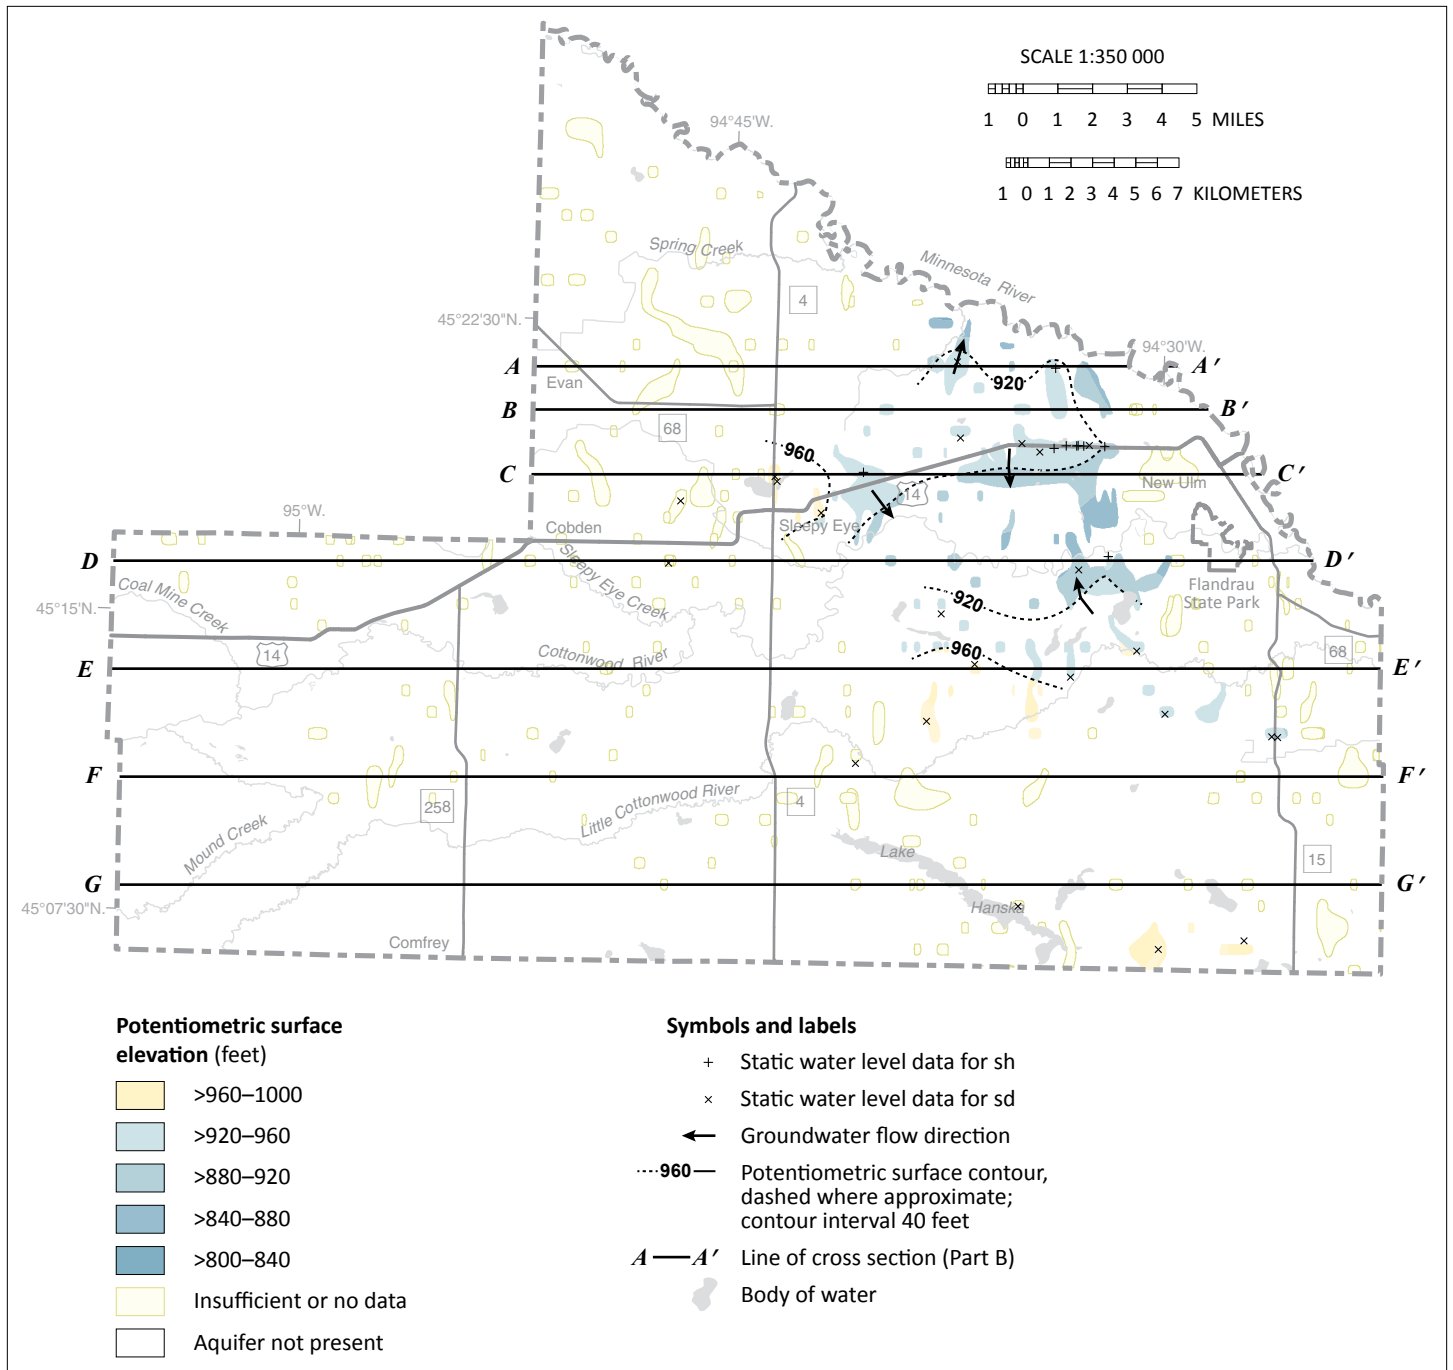 SCALE 1:350 000
1 0 1 2 3 4 5 MILES
1 0 1 2 3 4 5 6 7 KILOMETERS
94°45'W.
Spring Creek
Minnesota River
4
45°22'30"N.
94°30'W.
A
A′
Evan
920
B
B′
68
960
C
C′
14
New Ulm
95°W.
Cobden
Sleepy Eye
D
D′
Coal Mine Creek
Sleepy Eye Creek
Flandrau
State Park
45°15'N.
920
14
Cottonwood River
960
68
E
E′
F
F′
258
4
Little Cottonwood River
Mound Creek
Lake
15
G
G′
45°07'30"N.
Hanska
Comfrey
Potentiometric surface
elevation (feet)
>960–1000
>920–960
>880–920
>840–880
>800–840
Insufficient or no data
Aquifer not present
Symbols and labels
+ Static water level data for sh
× Static water level data for sd
Groundwater flow direction
960 Potentiometric surface contour,
dashed where approximate;
contour interval 40 feet
A A′ Line of cross section (Part B)
Body of water